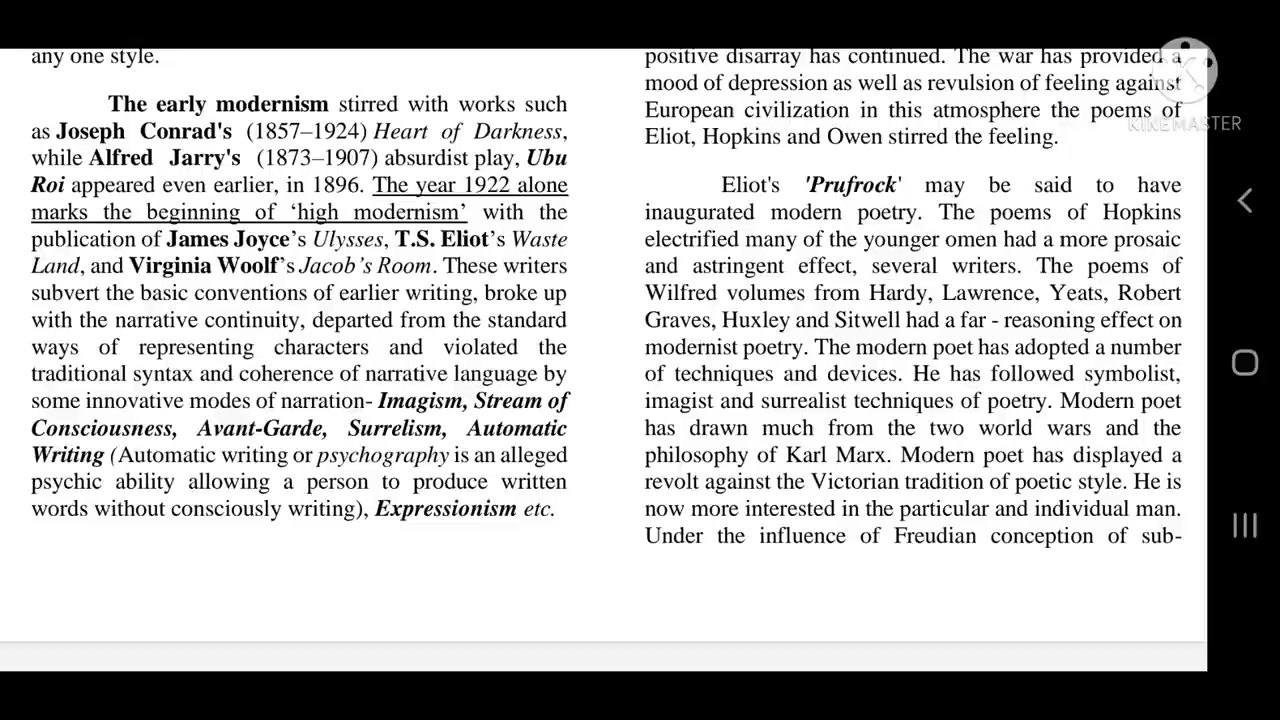 any one style.
The early modernism stirred with works such
as Joseph Conrad's (1857–1924) Heart of Darkness,
while Alfred Jarry's (1873–1907) absurdist play, Ubu
Roi appeared even earlier, in 1896. The year 1922 alone
marks the beginning of ‘high modernism’ with the
publication of James Joyce’s Ulysses, T.S. Eliot’s Waste
Land, and Virginia Woolf’s Jacob’s Room. These writers
subvert the basic conventions of earlier writing, broke up
with the narrative continuity, departed from the standard
ways of representing characters and violated the
traditional syntax and coherence of narrative language by
some innovative modes of narration- Imagism, Stream of
Consciousness, Avant-Garde, Surrelism, Automatic
Writing (Automatic writing or psychography is an alleged
psychic ability allowing a person to produce written
words without consciously writing), Expressionism etc.
positive disarray has continued. The war has provided a
mood of depression as well as revulsion of feeling against
European civilization in this atmosphere the poems of
Eliot, Hopkins and Owen stirred the feeling.
Eliot's 'Prufrock' may be said to have
inaugurated modern poetry. The poems of Hopkins
electrified many of the younger omen had a more prosaic
and astringent effect, several writers. The poems of
Wilfred volumes from Hardy, Lawrence, Yeats, Robert
Graves, Huxley and Sitwell had a far - reasoning effect on
modernist poetry. The modern poet has adopted a number
of techniques and devices. He has followed symbolist,
imagist and surrealist techniques of poetry. Modern poet
has drawn much from the two world wars and the
philosophy of Karl Marx. Modern poet has displayed a
revolt against the Victorian tradition of poetic style. He is
now more interested in the particular and individual man.
Under the influence of Freudian conception of sub-
KINEMASTER